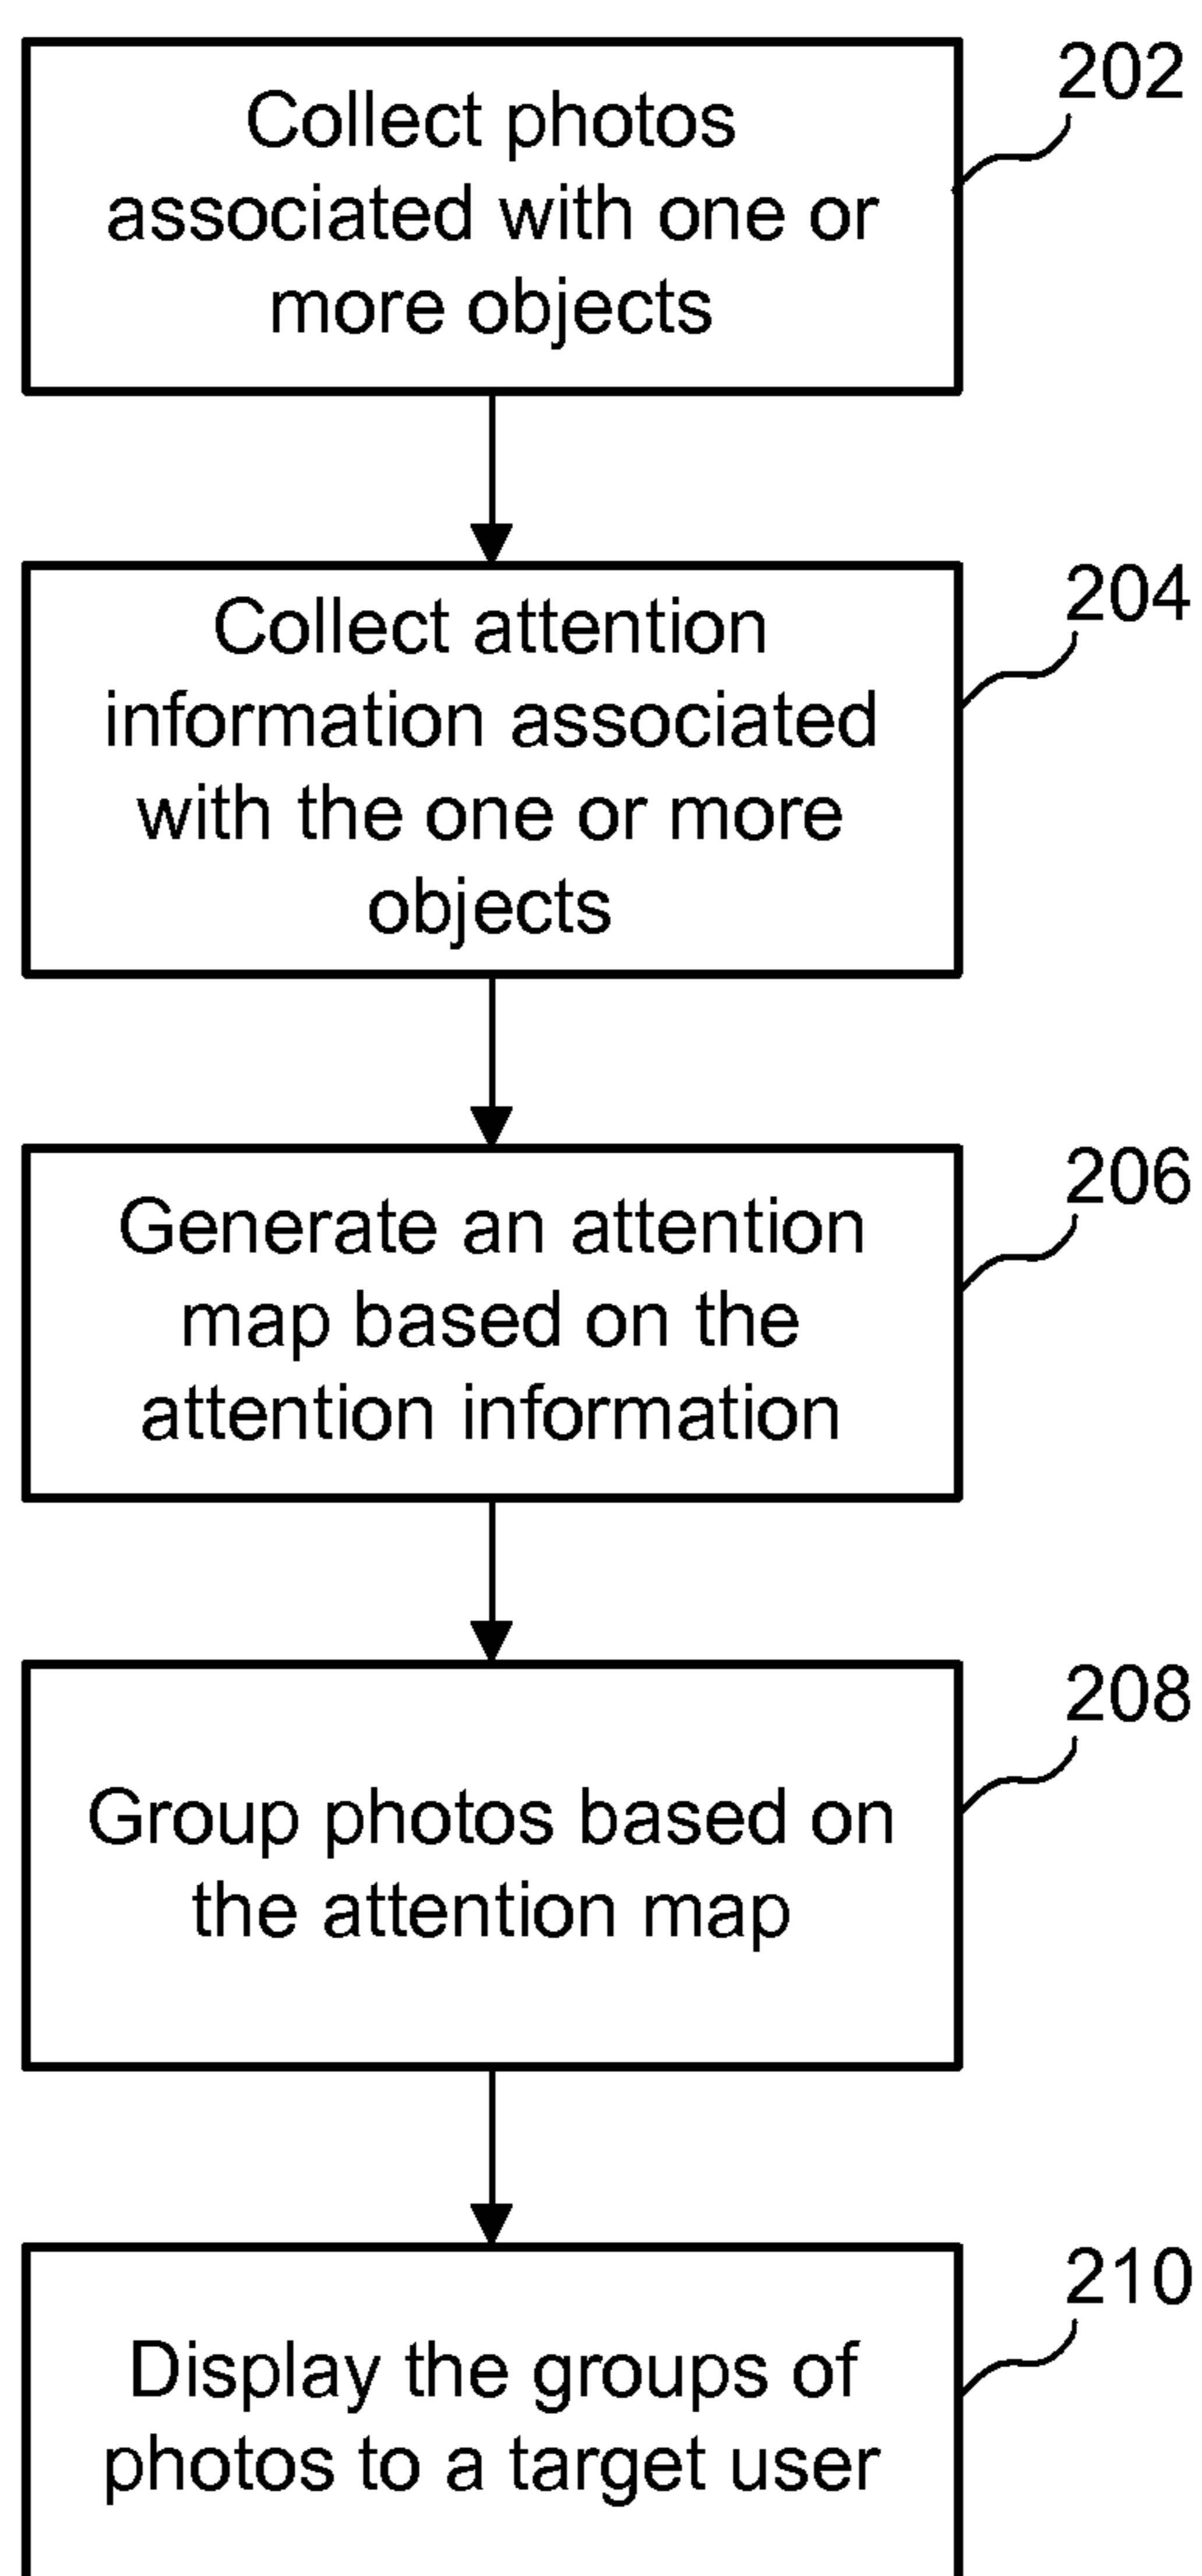 202
Collect photos
associated with one or
more objects
204
Collect attention
information associated
with the one or more
objects
206
Generate an attention
map based on the
attention information
208
Group photos based on
the attention map
210
Display the groups of
photos to a target user